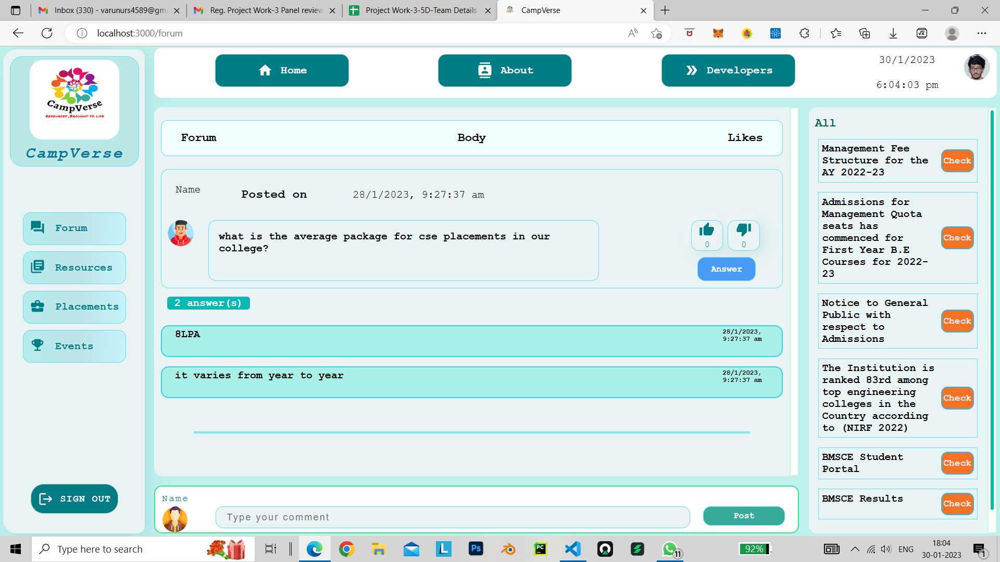 Inbox (330) - varunurs4589@gm
Reg. Project Work-3 Panel review
Project Work-3-5D-Team Details
CampVerse
localhost:3000/forum
CampVerse
Resources ,Brought to life
CampVerse
Forum
Resources
Placements
Events
SIGN OUT
Home
About
Developers
30/1/2023
6:04:03 pm
Forum
Body
Likes
Name
Posted on
28/1/2023, 9:27:37 am
what is the average package for cse placements in our
college?
0
0
Answer
2 answer(s)
8LPA
28/1/2023,
9:27:37 am
it varies from year to year
28/1/2023,
9:27:37 am
Name
Type your comment
Post
All
Management Fee
Structure for the
AY 2022-23
Check
Admissions for
Management Quota
seats has
commenced for
First Year B.E
Courses for 2022-
23
Check
Notice to General
Public with
respect to
Admissions
Check
The Institution is
ranked 83rd among
top engineering
colleges in the
Country according
to (NIRF 2022)
Check
BMSCE Student
Portal
Check
BMSCE Results
Check
Type here to search
L
Ps
PC
11
92%
ENG
18:04
30-01-2023
1